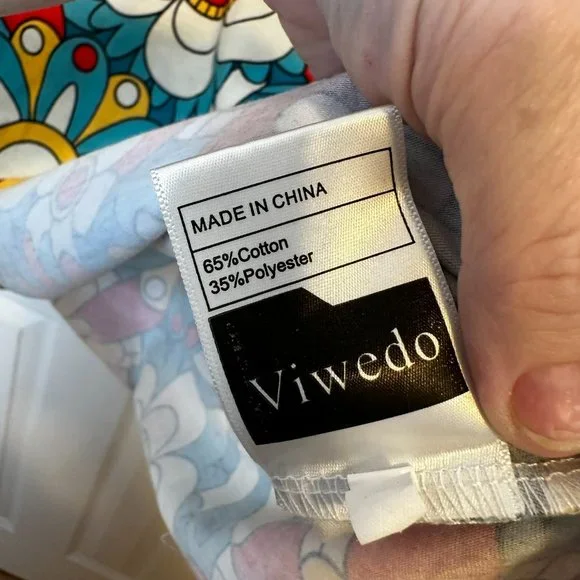 MADE IN CHINA
65%Cotton
35%Polyester
Viwedo